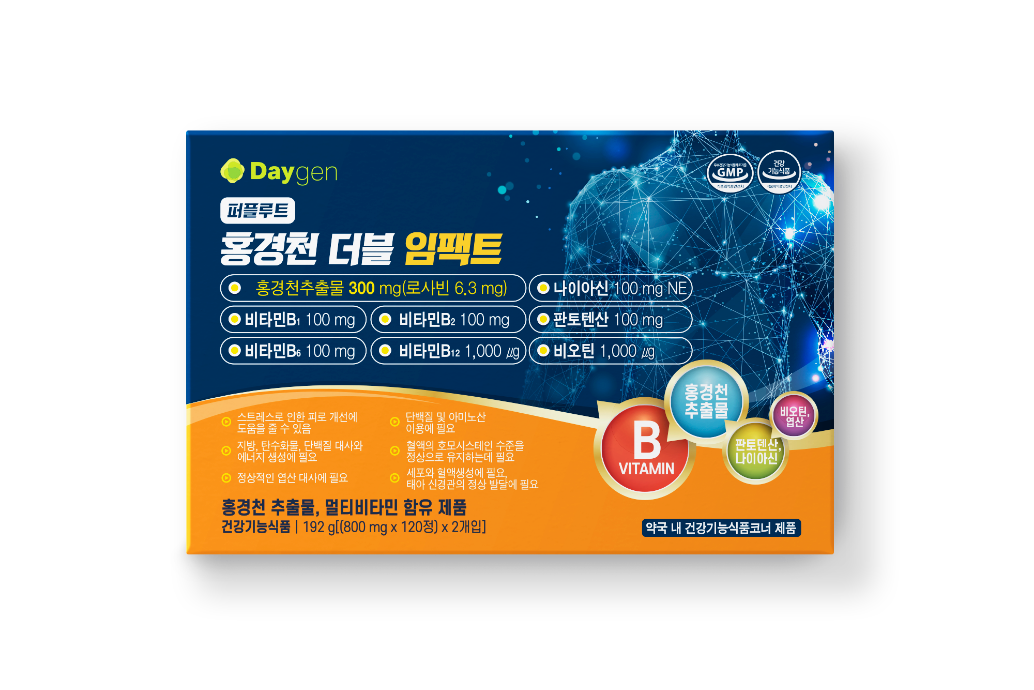 Daygen
GMP
건강
기능식품
퍼플루트
홍경천 더블 임팩트
홍경천추출물 300 mg(로사빈 6.3 mg)
나이아신 100 mg NE
비타민B1 100 mg
비타민B2 100 mg
판토텐산 100 mg
비타민B6 100 mg
비타민B12 1,000 ㎍
비오틴 1,000 ㎍
스트레스로 인한 피로 개선에
도움을 줄 수 있음
지방, 탄수화물, 단백질 대사와
에너지 생성에 필요
정상적인 엽산 대사에 필요
단백질 및 아미노산
이용에 필요
혈액의 호모시스테인 수준을
정상으로 유지하는데 필요
세포와 혈액생성에 필요,
태아 신경관의 정상 발달에 필요
B
VITAMIN
홍경천
추출물
판토텐산,
나이아신
비오틴,
엽산
홍경천 추출물, 멀티비타민 함유 제품
건강기능식품 | 192 g[(800 mg x 120정) x 2개입]
약국 내 건강기능식품코너 제품